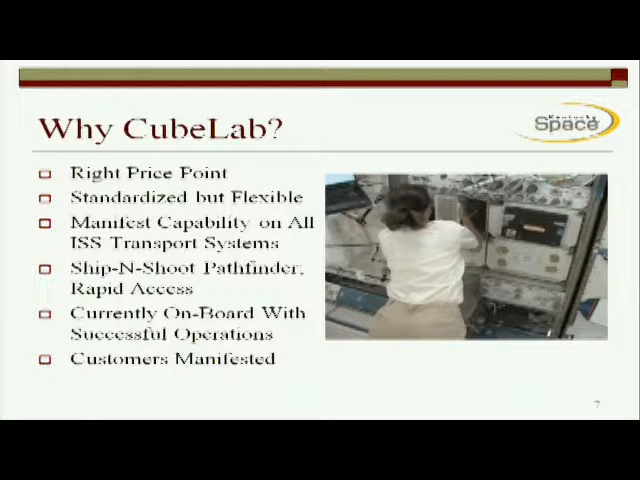 Why CubeLab?
Kentucky
Space
Right Price Point
Standardized but Flexible
Manifest Capability on All
ISS Transport Systems
Ship-N-Shoot Pathfinder,
Rapid Access
Currently On-Board With
Successful Operations
Customers Manifested
7